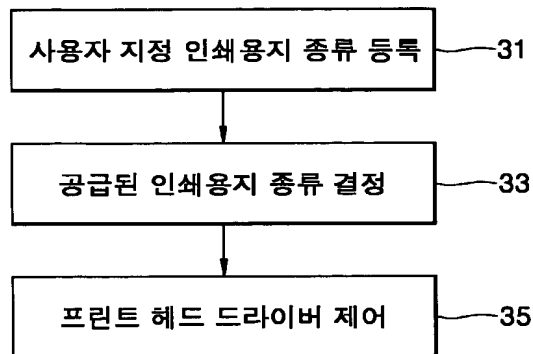 사용자 지정 인쇄용지 종류 등록 31
공급된 인쇄용지 종류 결정 33
프린트 헤드 드라이버 제어 35